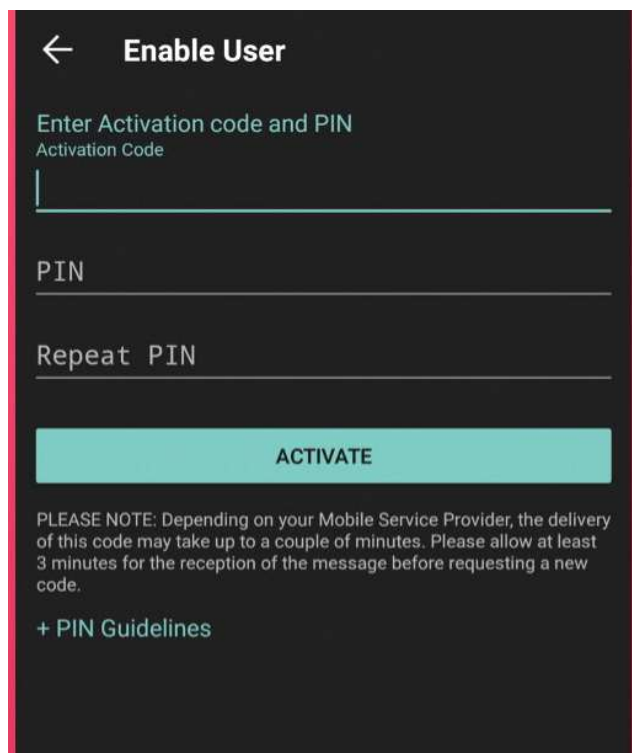 Enable User
Enter Activation code and PIN
Activation Code
PIN
Repeat PIN
ACTIVATE
PLEASE NOTE: Depending on your Mobile Service Provider, the delivery
of this code may take up to a couple of minutes. Please allow at least
3 minutes for the reception of the message before requesting a new
code.
+ PIN Guidelines